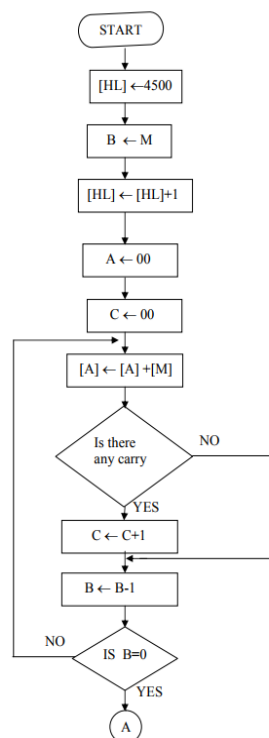 START
[HL] ←4500
B ← M
[HL] ← [HL]+1
A ← 00
C ← 00
[A] ← [A] +[M]
Is there
any carry
NO
YES
C ← C+1
B ← B-1
NO
IS B=0
YES
A